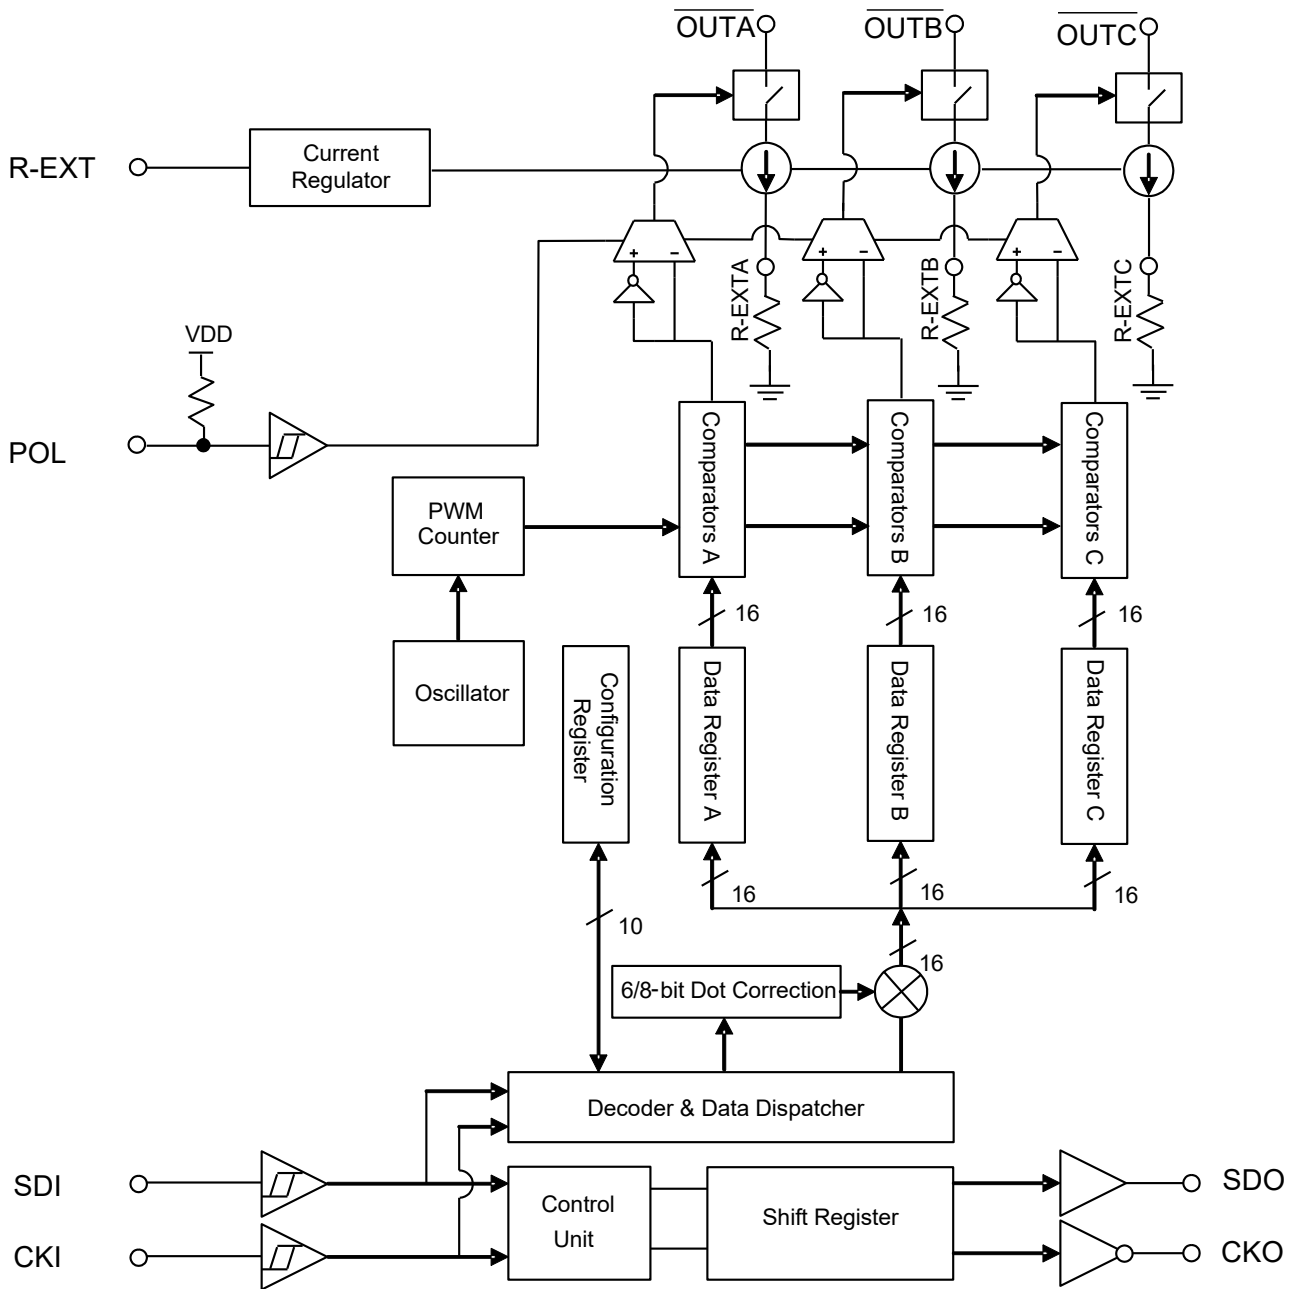 OUTA
OUTB
OUTC
R-EXT
Current
Regulator
+
-
+
-
+
-
R-EXTA
R-EXTB
R-EXTC
VDD
POL
PWM
Counter
Comparators A
Comparators B
Comparators C
16
16
16
Oscillator
Configuration
Register
Data Register A
Data Register B
Data Register C
16
16
16
10
16
6/8-bit Dot Correction
Decoder & Data Dispatcher
SDI
Control
Unit
Shift Register
SDO
CKI
CKO